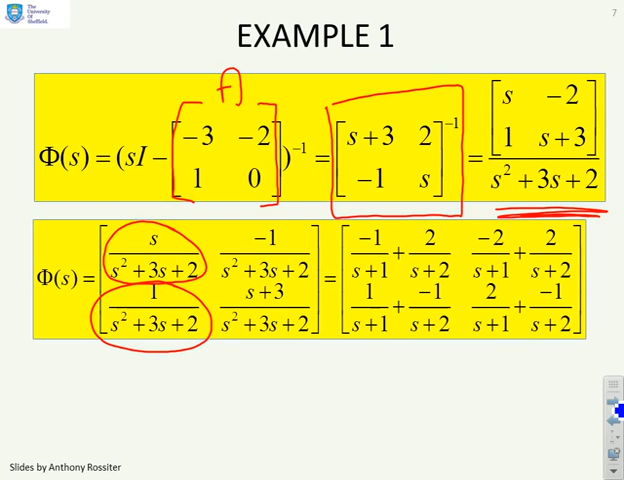 The
University
Of
Sheffield.
7
EXAMPLE 1
A
Φ(s) = (sI − [−3 −2; 1 0])⁻¹ = [s+3 2; −1 s]⁻¹ = [s −2; 1 s+3] / (s² + 3s + 2)
Φ(s) = [s/(s² + 3s + 2) −1/(s² + 3s + 2); 1/(s² + 3s + 2) (s+3)/(s² + 3s + 2)] = [−1/(s+1) + 2/(s+2) −2/(s+1) + 2/(s+2); 1/(s+1) + −1/(s+2) 2/(s+1) + −1/(s+2)]
Slides by Anthony Rossiter